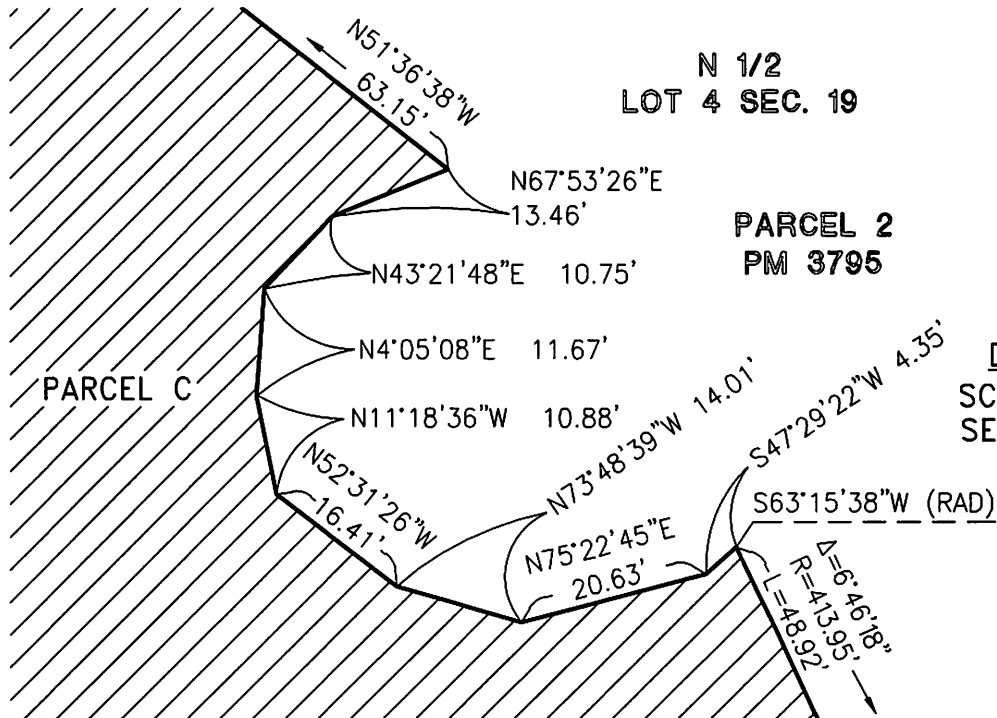 N51°36'38"W
63.15'
N 1/2
LOT 4 SEC. 19
N67°53'26"E
13.46'
PARCEL 2
PM 3795
N43°21'48"E 10.75'
N4°05'08"E 11.67'
PARCEL C
N11°18'36"W 10.88'
N52°31'26"W
16.41'
N73°48'39"W 14.01'
S47°29'22"W 4.35'
SC
SE
N75°22'45"E
20.63'
S63°15'38"W (RAD)
Δ=6°46'18"
R=413.95'
L=48.92'